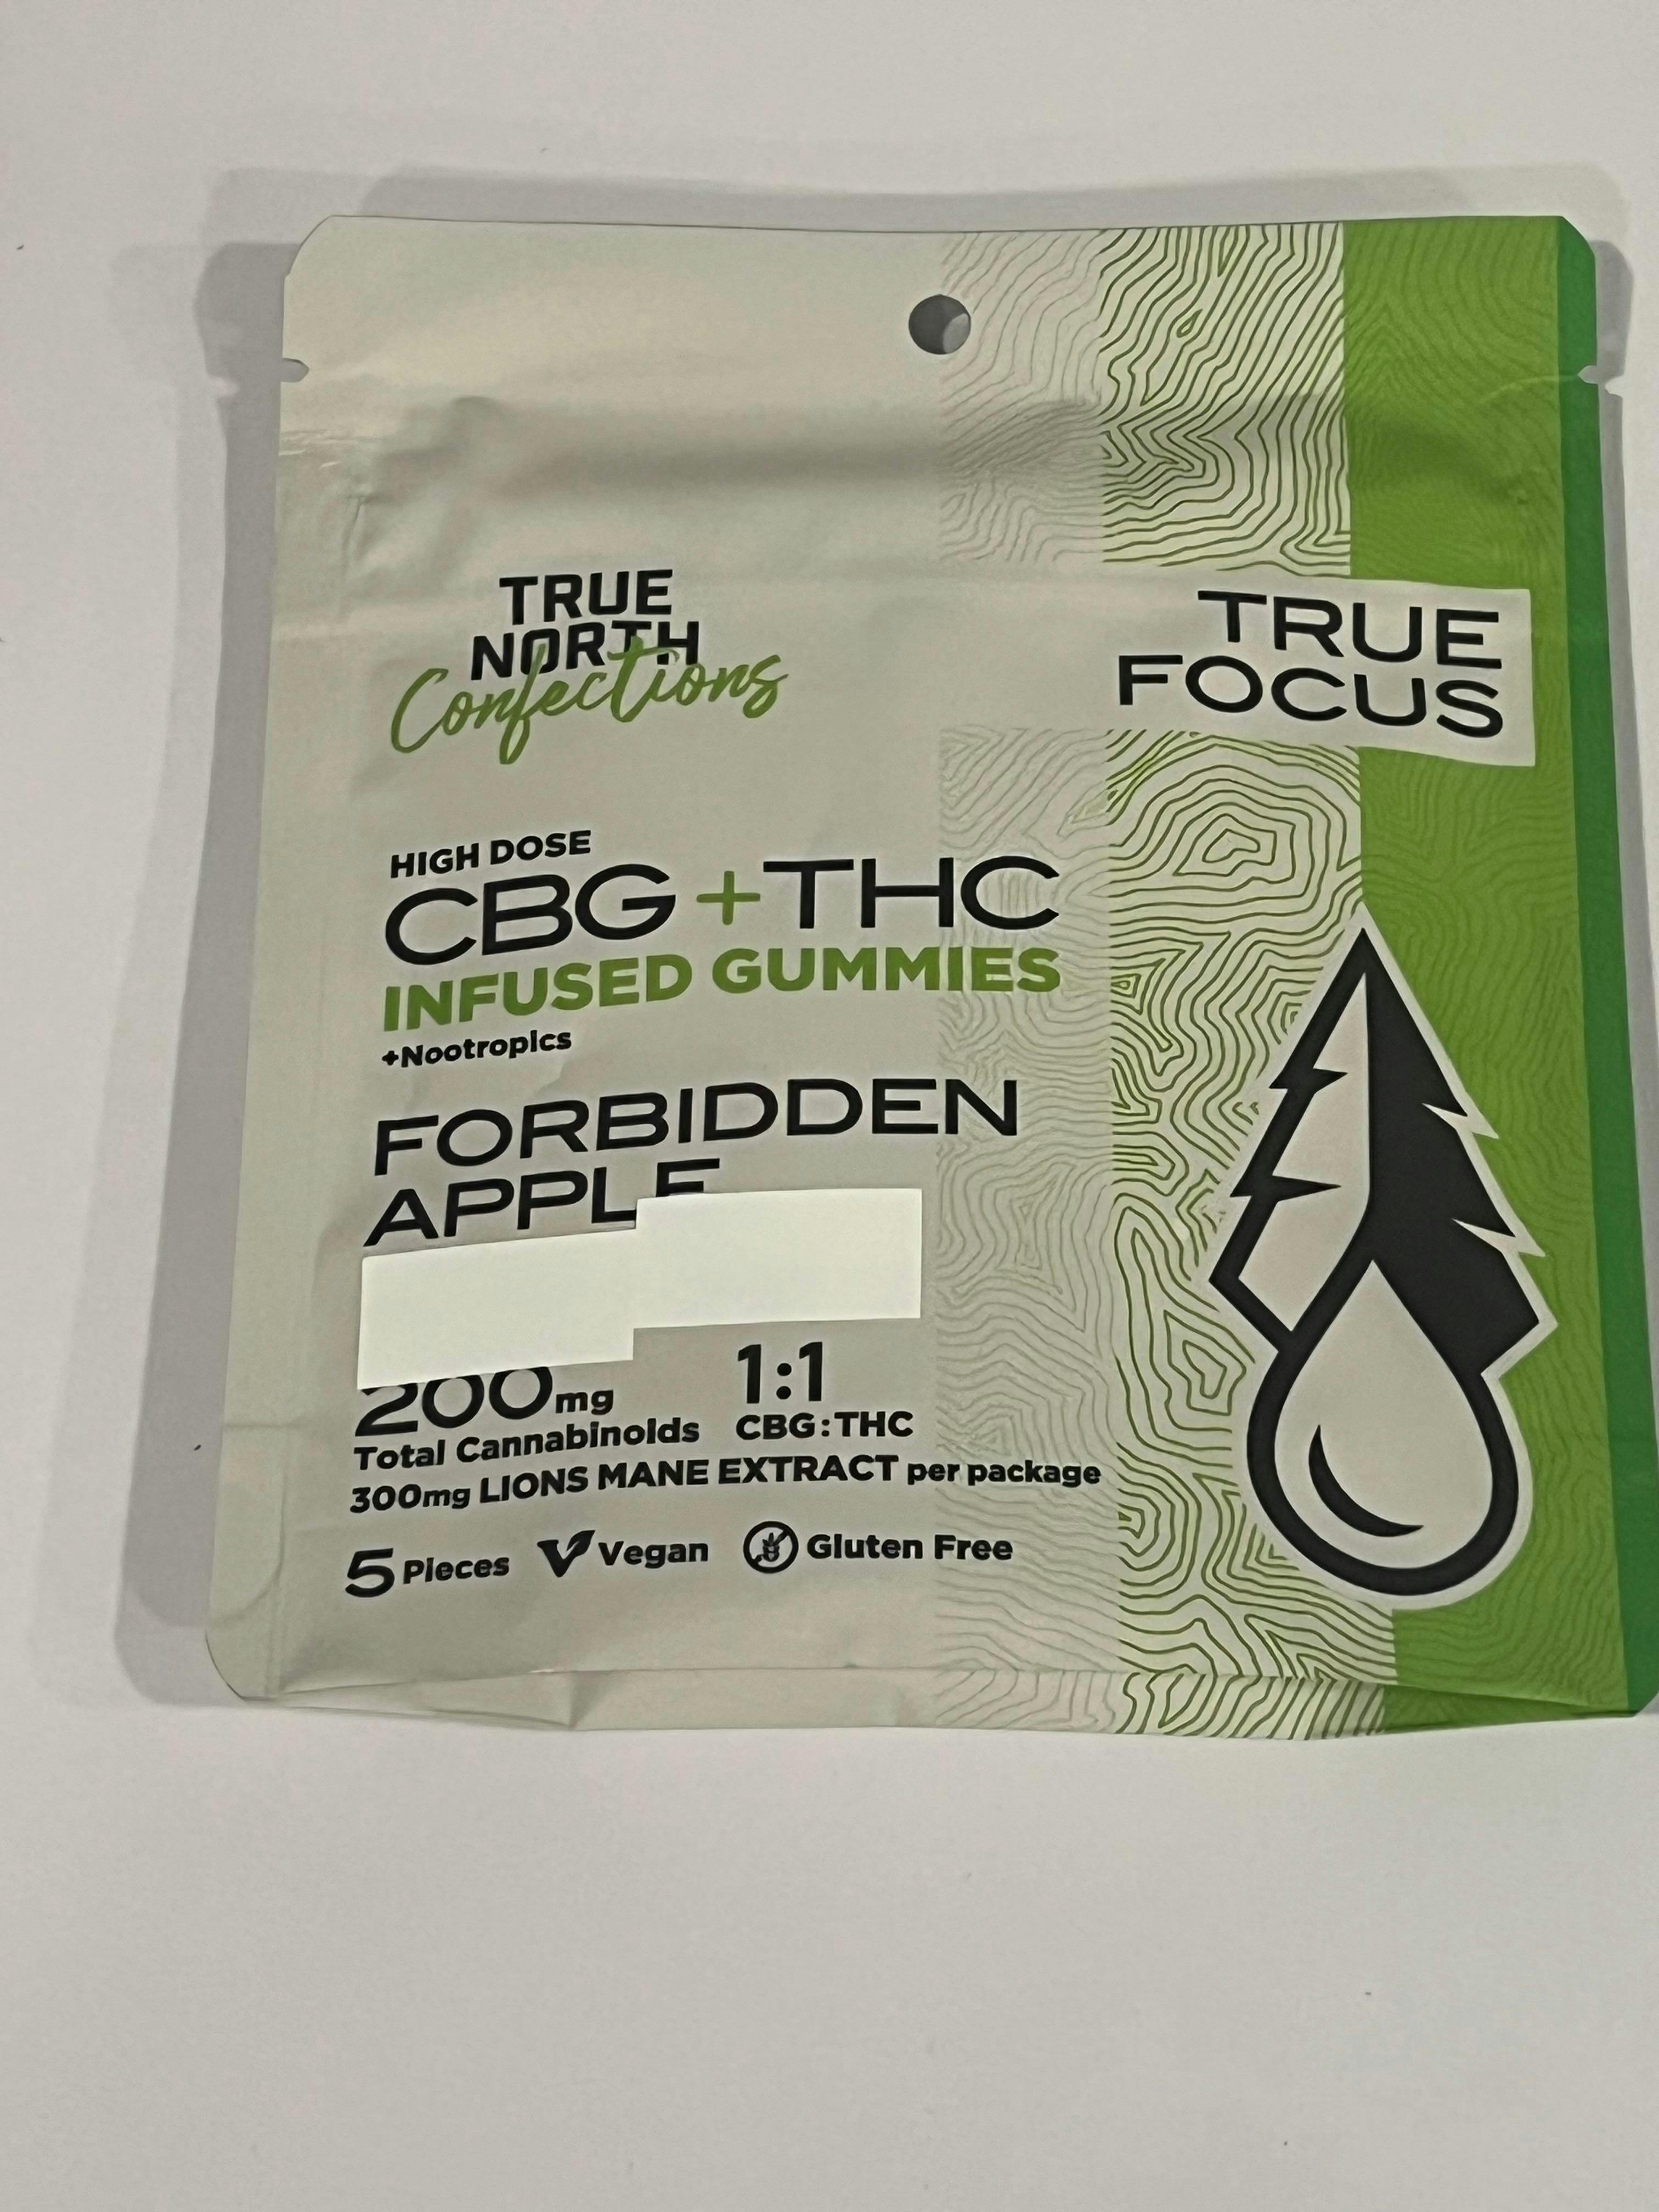 TRUE
NORTH
Confections
TRUE
FOCUS
HIGH DOSE
CBG + THC
INFUSED GUMMIES
+Nootropics
FORBIDDEN
APPLE
200mg 1:1
Total Cannabinoids CBG:THC
300mg LIONS MANE EXTRACT per package
5 Pieces Vegan Gluten Free